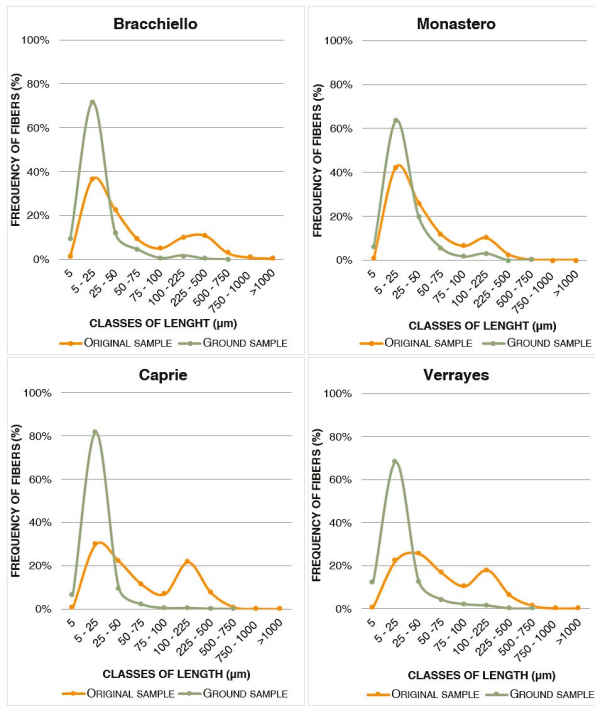 Bracchiello
100%
80%
60%
40%
20%
0%
FREQUENCY OF FIBERS (%)
5
5 - 25
25 - 50
50 -75
75 - 100
100 - 225
225 - 500
500 - 750
750 - 1000
>1000
CLASSES OF LENGHT (µm)
ORIGINAL SAMPLE GROUND SAMPLE
Monastero
100%
80%
60%
40%
20%
0%
FREQUENCY OF FIBERS (%)
5
5 - 25
25 - 50
50 -75
75 - 100
100 - 225
225 - 500
500 - 750
750 - 1000
>1000
CLASSES OF LENGHT (µm)
ORIGINAL SAMPLE GROUND SAMPLE
Caprie
100%
80%
60%
40%
20%
0%
FREQUENCY OF FIBERS (%)
5
5 - 25
25 - 50
50 -75
75 - 100
100 - 225
225 - 500
500 - 750
750 - 1000
>1000
CLASSES OF LENGTH (µm)
ORIGINAL SAMPLE GROUND SAMPLE
Verrayes
100%
80%
60%
40%
20%
0%
FREQUENCY OF FIBERS (%)
5
5 - 25
25 - 50
50 -75
75 - 100
100 - 225
225 - 500
500 - 750
750 - 1000
>1000
CLASSES OF LENGTH (µm)
ORIGINAL SAMPLE GROUND SAMPLE